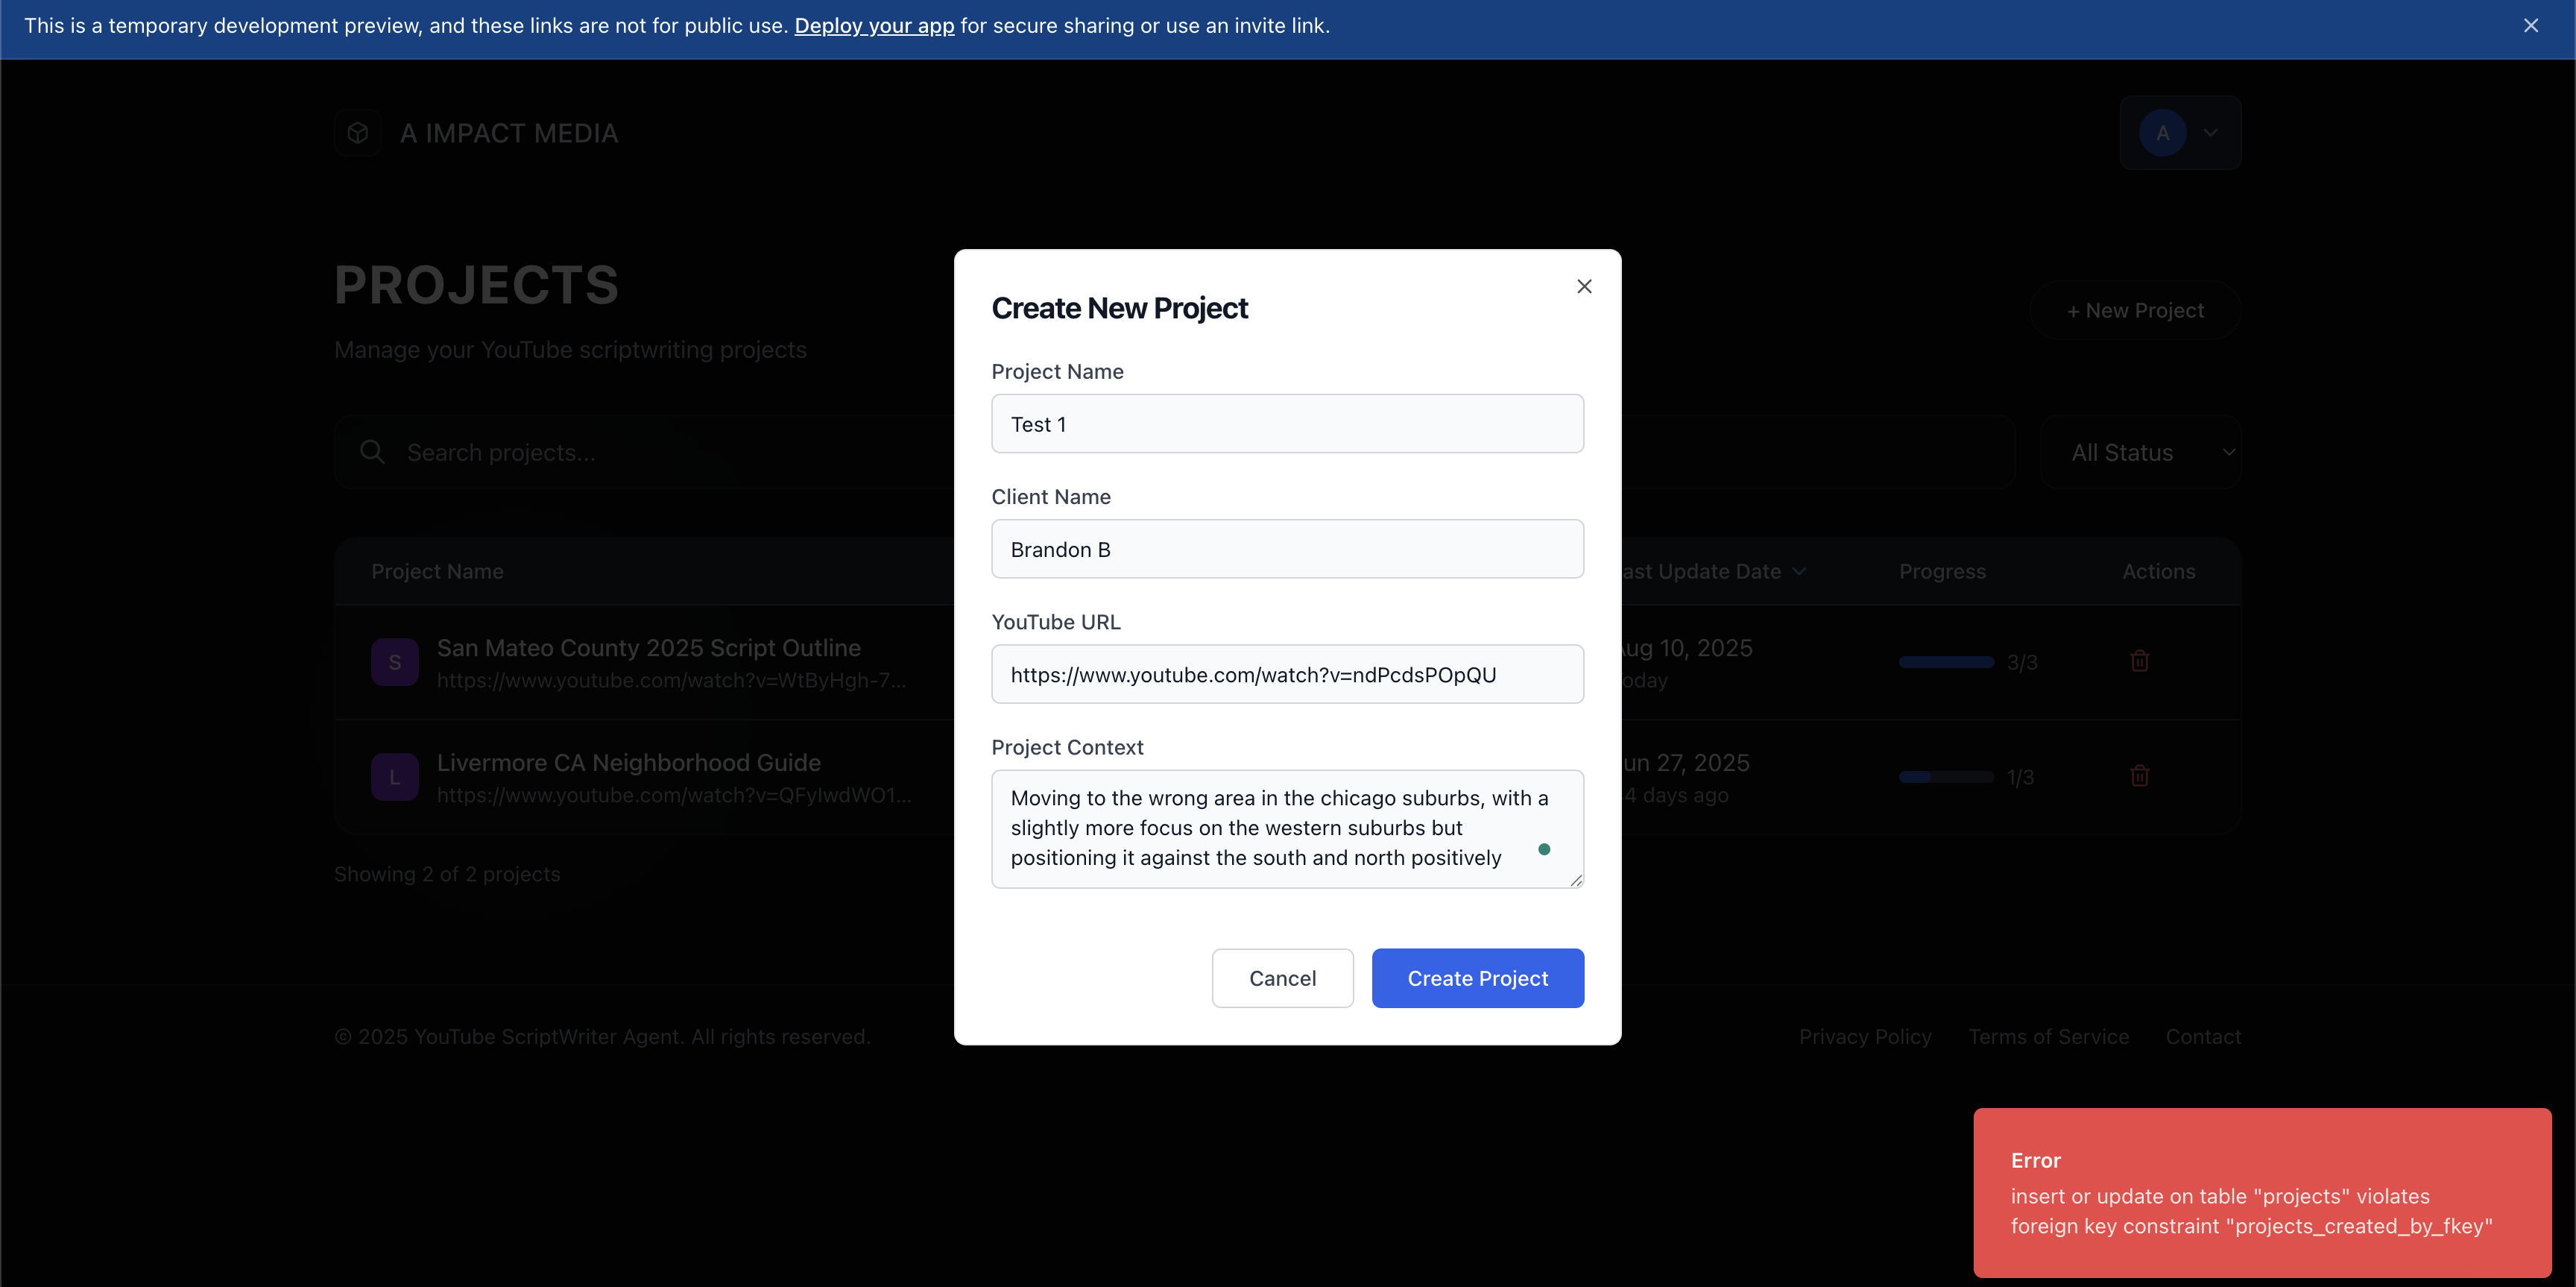 This is a temporary development preview, and these links are not for public use. Deploy your app for secure sharing or use an invite link.
A IMPACT MEDIA
A
PROJECTS
+ New Project
Manage your YouTube scriptwriting projects
Search projects...
All Status
Project Name
ast Update Date
Progress
Actions
S
San Mateo County 2025 Script Outline
https://www.youtube.com/watch?v=WtByHgh-7...
ug 10, 2025
oday
3/3
L
Livermore CA Neighborhood Guide
https://www.youtube.com/watch?v=QFyIwdWO1...
un 27, 2025
4 days ago
1/3
Showing 2 of 2 projects
Create New Project
Project Name
Test 1
Client Name
Brandon B
YouTube URL
https://www.youtube.com/watch?v=ndPcdsPOpQU
Project Context
Moving to the wrong area in the chicago suburbs, with a
slightly more focus on the western suburbs but
positioning it against the south and north positively
Cancel
Create Project
© 2025 YouTube ScriptWriter Agent. All rights reserved.
Privacy Policy
Terms of Service
Contact
Error
insert or update on table "projects" violates
foreign key constraint "projects_created_by_fkey"